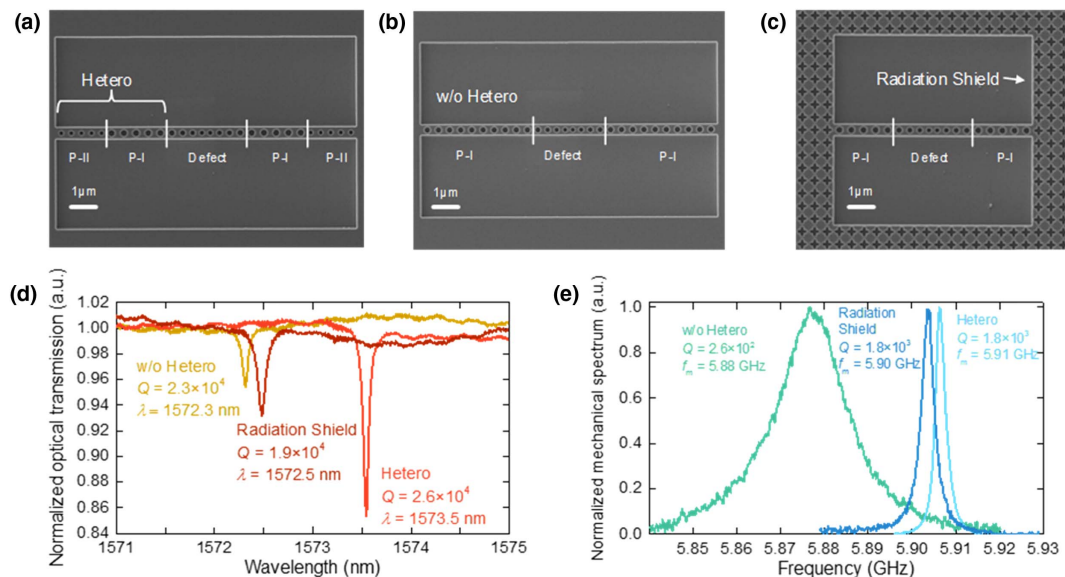 (a)
Hetero
P-II P-I Defect P-I P-II
1μm
(b)
w/o Hetero
P-I Defect P-I
1μm
(c)
Radiation Shield
P-I Defect P-I
1μm
(d)
Normalized optical transmission (a.u.)
1.02
1.00
0.98
0.96
0.94
0.92
0.90
0.88
0.86
0.84
w/o Hetero
Q = 2.3×10⁴
λ = 1572.3 nm
Radiation Shield
Q = 1.9×10⁴
λ = 1572.5 nm
Hetero
Q = 2.6×10⁴
λ = 1573.5 nm
1571 1572 1573 1574 1575
Wavelength (nm)
(e)
Normalized mechanical spectrum (a.u.)
1.0
0.8
0.6
0.4
0.2
0.0
w/o Hetero
Q = 2.6×10²
fₘ = 5.88 GHz
Radiation
Shield
Q = 1.8×10³
fₘ = 5.90 GHz
Hetero
Q = 1.8×10³
fₘ = 5.91 GHz
5.85 5.86 5.87 5.88 5.89 5.90 5.91 5.92 5.93
Frequency (GHz)